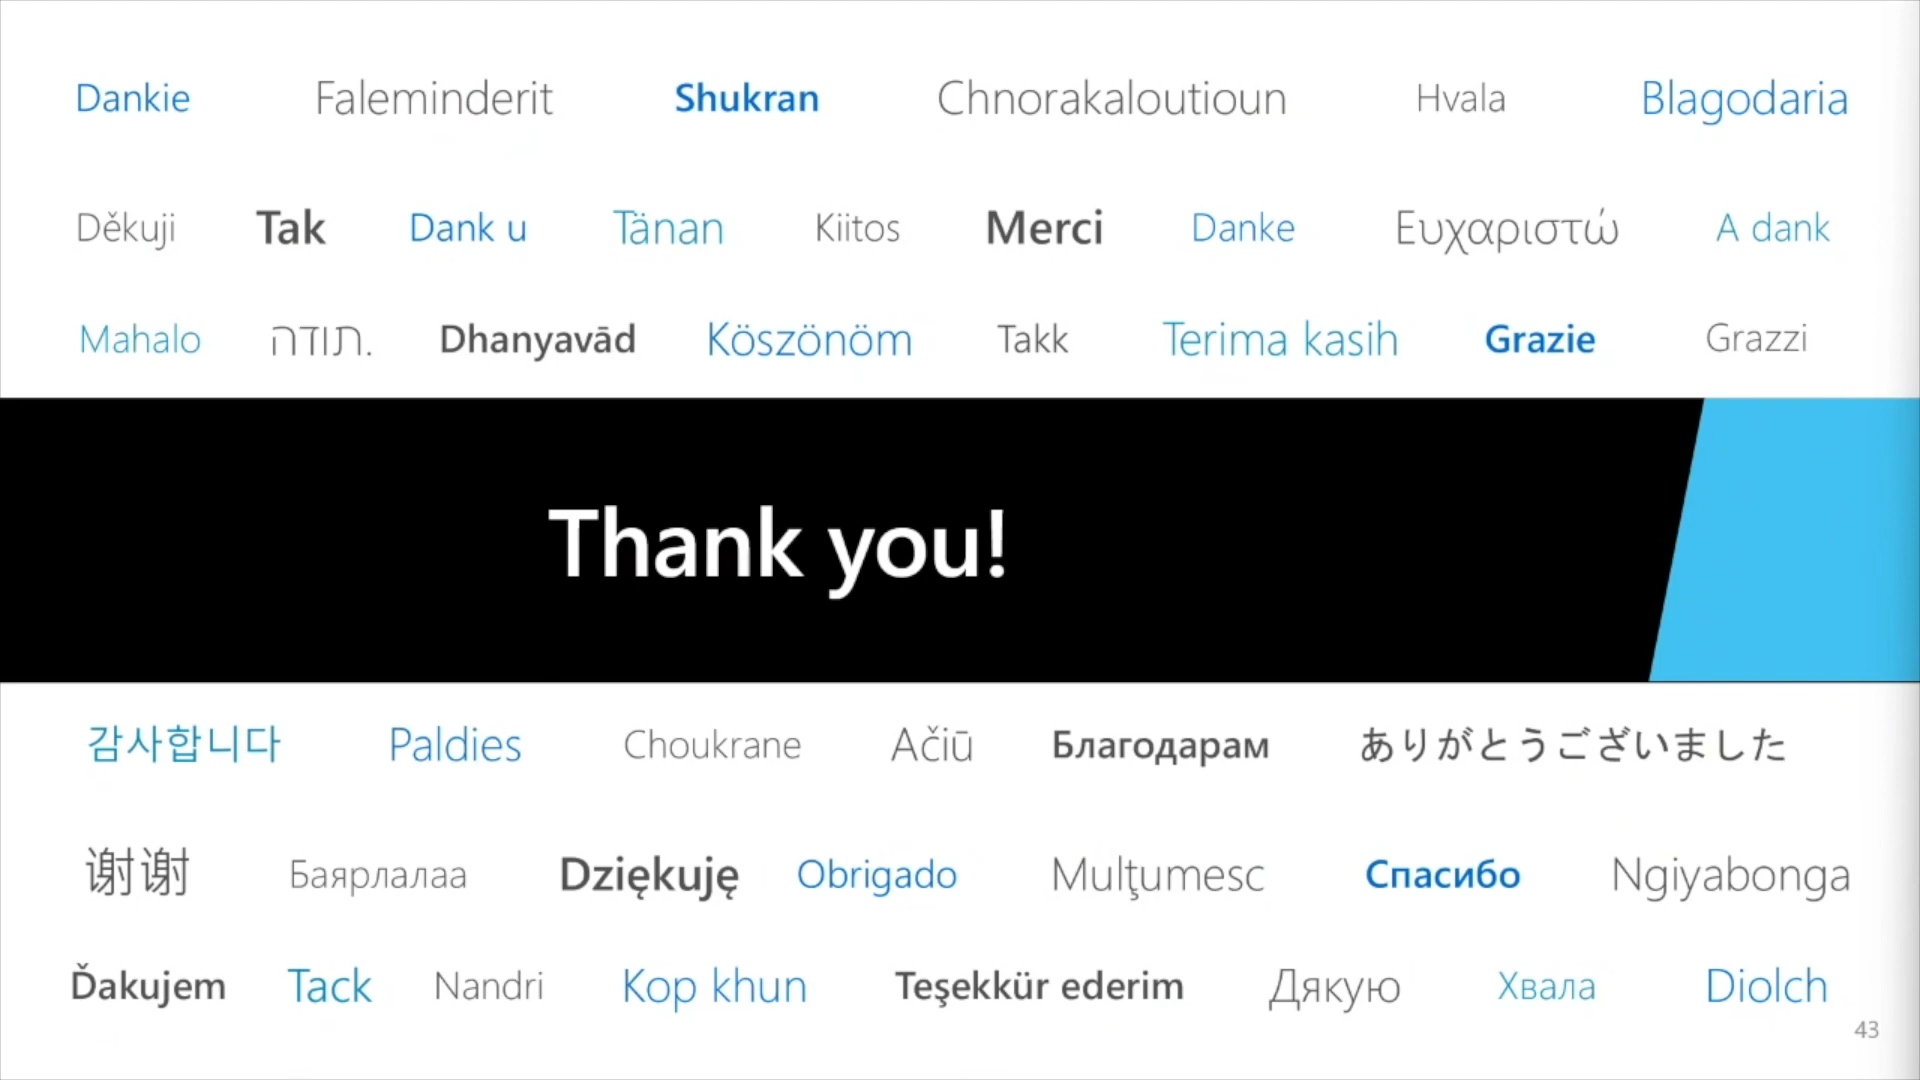 Dankie Faleminderit Shukran Chnorakaloutioun Hvala Blagodaria
Děkuji Tak Dank u Tänan Kiitos Merci Danke Ευχαριστώ A dank
Mahalo תודה. Dhanyavād Köszönöm Takk Terima kasih Grazie Grazzi
Thank you!
감사합니다 Paldies Choukrane Ačiū Благодарам ありがとうございました
谢谢 Баярлалаа Dziękuję Obrigado Mulţumesc Спасибо Ngiyabonga
Ďakujem Tack Nandri Kop khun Teşekkür ederim Дякую Хвала Diolch
43